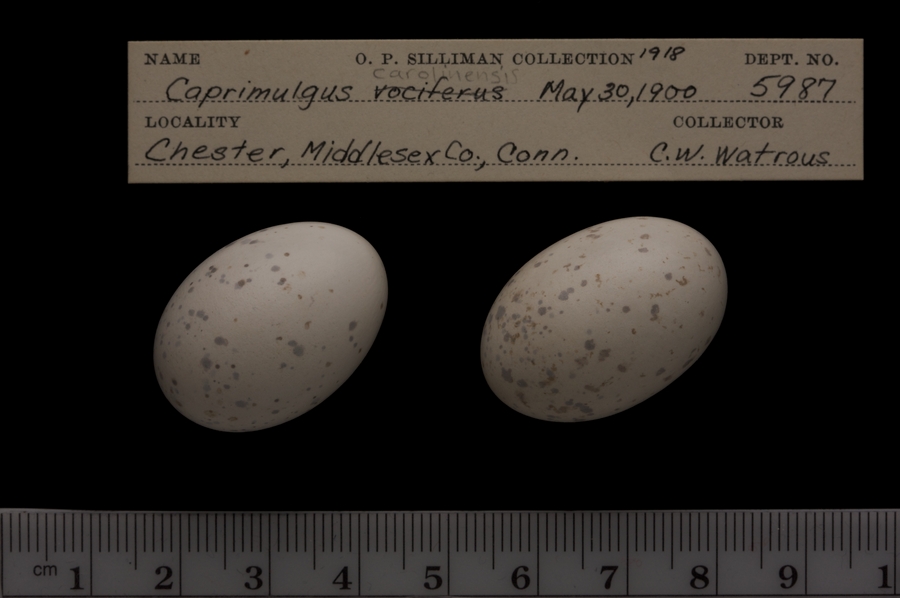 NAME O. P. SILLIMAN COLLECTION 1918 DEPT. NO.
carolinensis
Caprimulgus vociferus May 30, 1900 5987
LOCALITY COLLECTOR
Chester, Middlesex Co., Conn. C.W. Watrous
cm 1 2 3 4 5 6 7 8 9 1